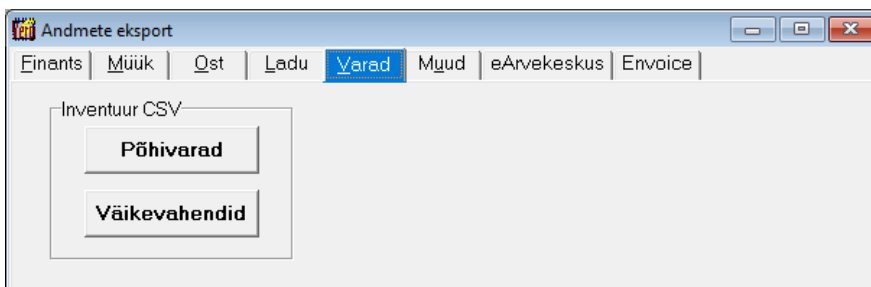 Andmete eksport
Finants Müük Ost Ladu Varad Muud eArvekeskus Envoice
Inventuur CSV
Põhivarad
Väikevahendid